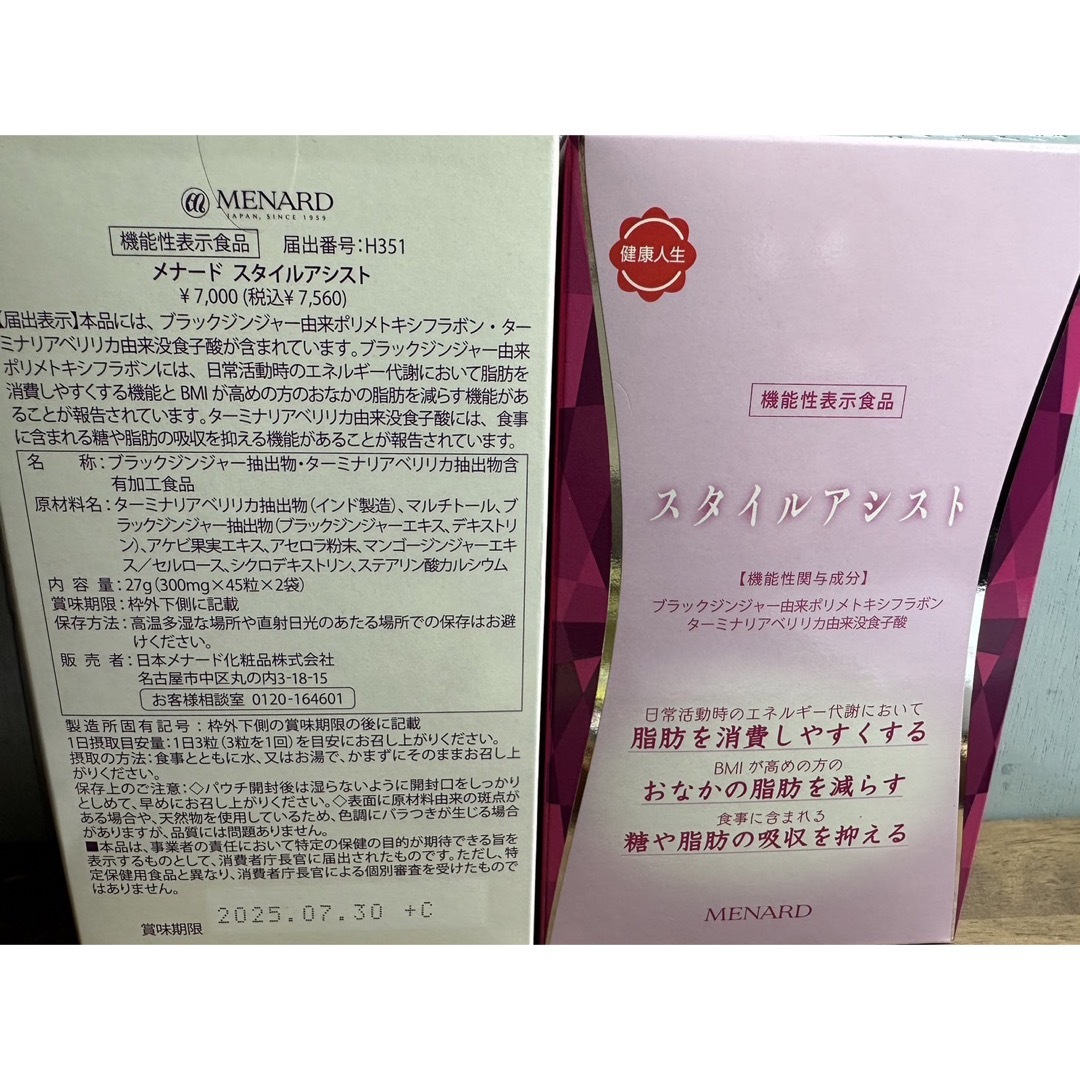 MENARD
JAPAN, SINCE 1959
機能性表示食品 届出番号:H351
メナード スタイルアシスト
¥7,000(税込¥7,560)
【届出表示】本品には、ブラックジンジャー由来ポリメトキシフラボン・ター
ミナリアベリリカ由来没食子酸が含まれています。ブラックジンジャー由来
ポリメトキシフラボンには、日常活動時のエネルギー代謝において脂肪を
消費しやすくする機能とBMIが高めの方のおなかの脂肪を減らす機能があ
ることが報告されています。ターミナリアベリリカ由来没食子酸には、食事
に含まれる糖や脂肪の吸収を抑える機能があることが報告されています。
名 称:ブラックジンジャー抽出物・ターミナリアベリリカ抽出物含
有加工食品
原材料名:ターミナリアベリリカ抽出物(インド製造)、マルチトール、ブ
ラックジンジャー抽出物(ブラックジンジャーエキス、デキストリ
ン)、アケビ果実エキス、アセロラ粉末、マンゴージンジャーエキ
ス/セルロース、シクロデキストリン、ステアリン酸カルシウム
内 容 量:27g(300mg×45粒×2袋)
賞味期限:枠外下側に記載
保存方法:高温多湿な場所や直射日光のあたる場所での保存はお避
けください。
販 売 者:日本メナード化粧品株式会社
名古屋市中区丸の内3-18-15
お客様相談室 0120-164601
製造所固有記号:枠外下側の賞味期限の後に記載
1日摂取目安量:1日3粒(3粒を1回)を目安にお召し上がりください。
摂取の方法:食事とともに水、又はお湯で、かまずにそのままお召し上
がりください。
保存上のご注意:◇パウチ開封後は湿らないように開封口をしっかり
としめて、早めにお召し上がりください。◇表面に原材料由来の斑点が
ある場合や、天然物を使用しているため、色調にバラつきが生じる場合
がありますが、品質には問題ありません。
■本品は、事業者の責任において特定の保健の目的が期待できる旨を
表示するものとして、消費者庁長官に届出されたものです。ただし、特
定保健用食品と異なり、消費者庁長官による個別審査を受けたもので
はありません。
賞味期限 2025.07.30 +C
健康人生
機能性表示食品
スタイルアシスト
【機能性関与成分】
ブラックジンジャー由来ポリメトキシフラボン
ターミナリアベリリカ由来没食子酸
日常活動時のエネルギー代謝において
脂肪を消費しやすくする
BMIが高めの方の
おなかの脂肪を減らす
食事に含まれる
糖や脂肪の吸収を抑える
MENARD